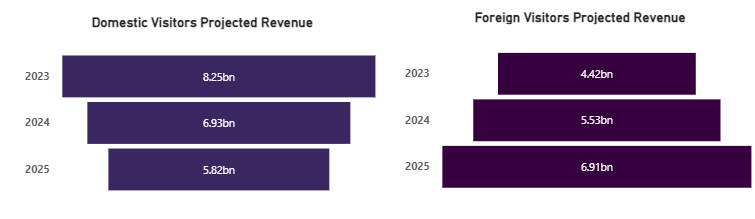 Domestic Visitors Projected Revenue
2023 8.25bn
2024 6.93bn
2025 5.82bn
Foreign Visitors Projected Revenue
2023 4.42bn
2024 5.53bn
2025 6.91bn